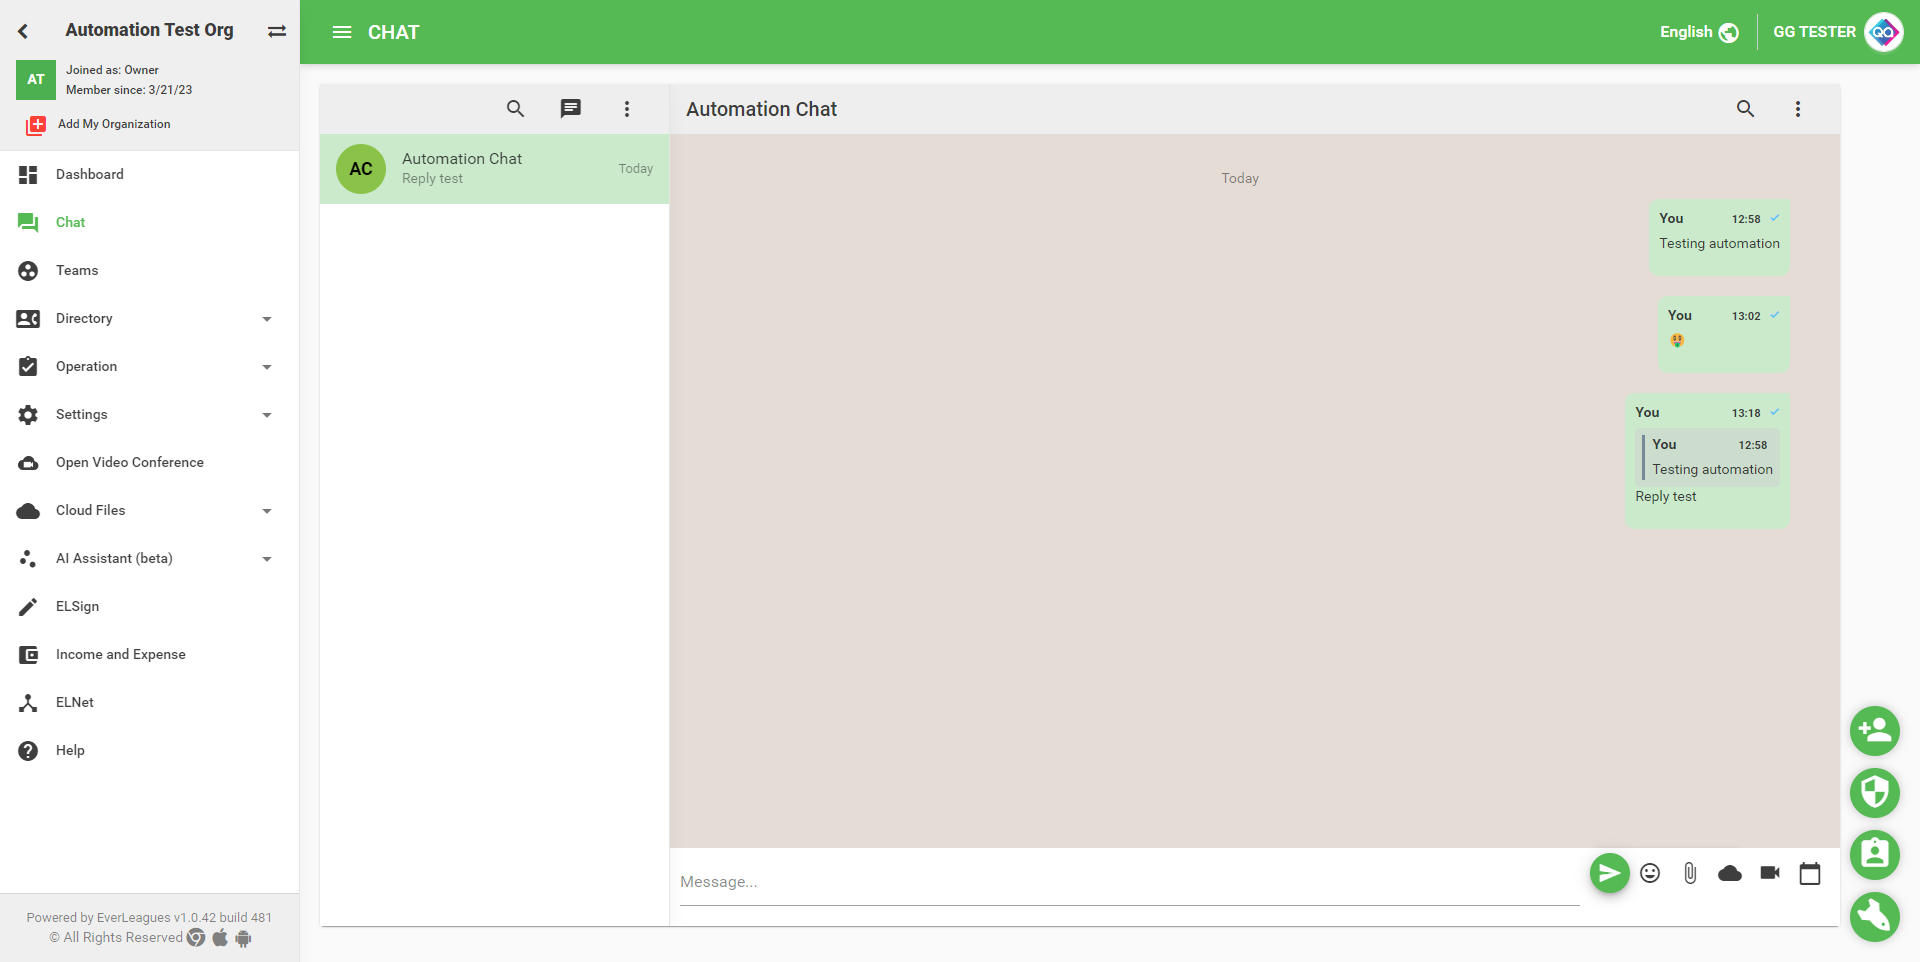 Automation Test Org
AT
Joined as: Owner
Member since: 3/21/23
Add My Organization
Dashboard
Chat
Teams
Directory
Operation
Settings
Open Video Conference
Cloud Files
AI Assistant (beta)
ELSign
Income and Expense
ELNet
Help
Powered by EverLeagues v1.0.42 build 481
© All Rights Reserved
CHAT
English
GG TESTER
QA
AC
Automation Chat
Reply test
Today
Automation Chat
Today
You 12:58
Testing automation
You 13:02
You 13:18
You 12:58
Testing automation
Reply test
Message...